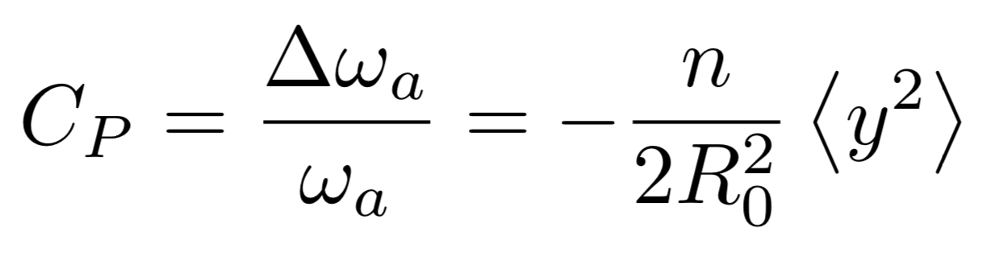 $C_P = \frac{\Delta\omega_a}{\omega_a} = -\frac{n}{2R_0^2} \left\langle y^2 \right\rangle$